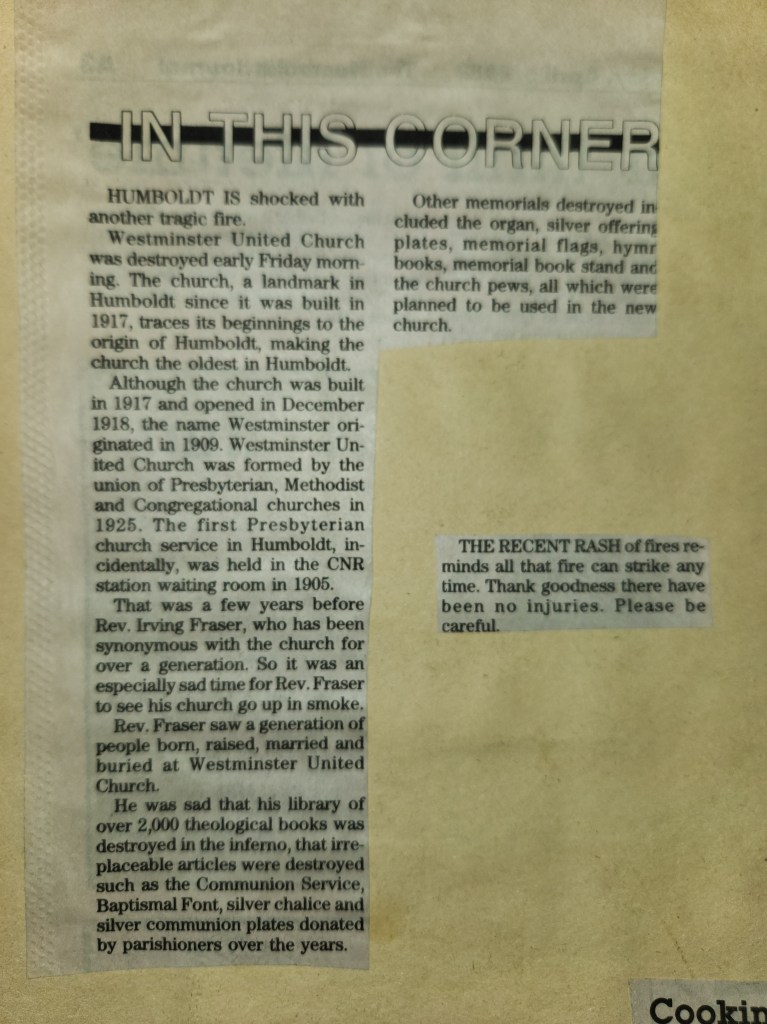 IN THIS CORNER
HUMBOLDT IS shocked with
another tragic fire.
Westminster United Church
was destroyed early Friday morn-
ing. The church, a landmark in
Humboldt since it was built in
1917, traces its beginnings to the
origin of Humboldt, making the
church the oldest in Humboldt.
Although the church was built
in 1917 and opened in December
1918, the name Westminster ori-
ginated in 1909. Westminster Un-
ited Church was formed by the
union of Presbyterian, Methodist
and Congregational churches in
1925. The first Presbyterian
church service in Humboldt, in-
cidentally, was held in the CNR
station waiting room in 1905.
That was a few years before
Rev. Irving Fraser, who has been
synonymous with the church for
over a generation. So it was an
especially sad time for Rev. Fraser
to see his church go up in smoke.
Rev. Fraser saw a generation of
people born, raised, married and
buried at Westminster United
Church.
He was sad that his library of
over 2,000 theological books was
destroyed in the inferno, that irre-
placeable articles were destroyed
such as the Communion Service,
Baptismal Font, silver chalice and
silver communion plates donated
by parishioners over the years.
Other memorials destroyed in
cluded the organ, silver offering
plates, memorial flags, hymn
books, memorial book stand and
the church pews, all which were
planned to be used in the new
church.
THE RECENT RASH of fires re-
minds all that fire can strike any
time. Thank goodness there have
been no injuries. Please be
careful.
Cookin